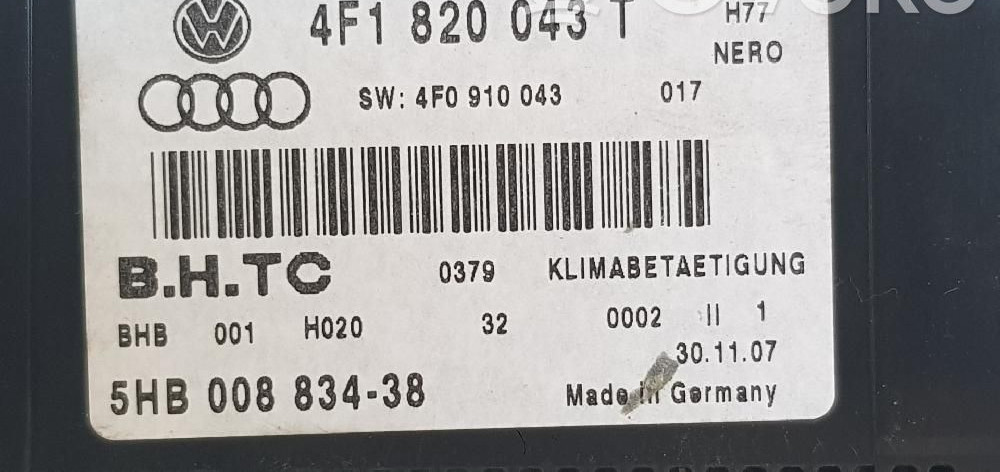 4F1 820 043 T H77
NERO
SW: 4F0 910 043 017
B.H.TC 0379 KLIMABETAETIGUNG
BHB 001 H020 32 0002 II 1
30.11.07
5HB 008 834-38 Made in Germany